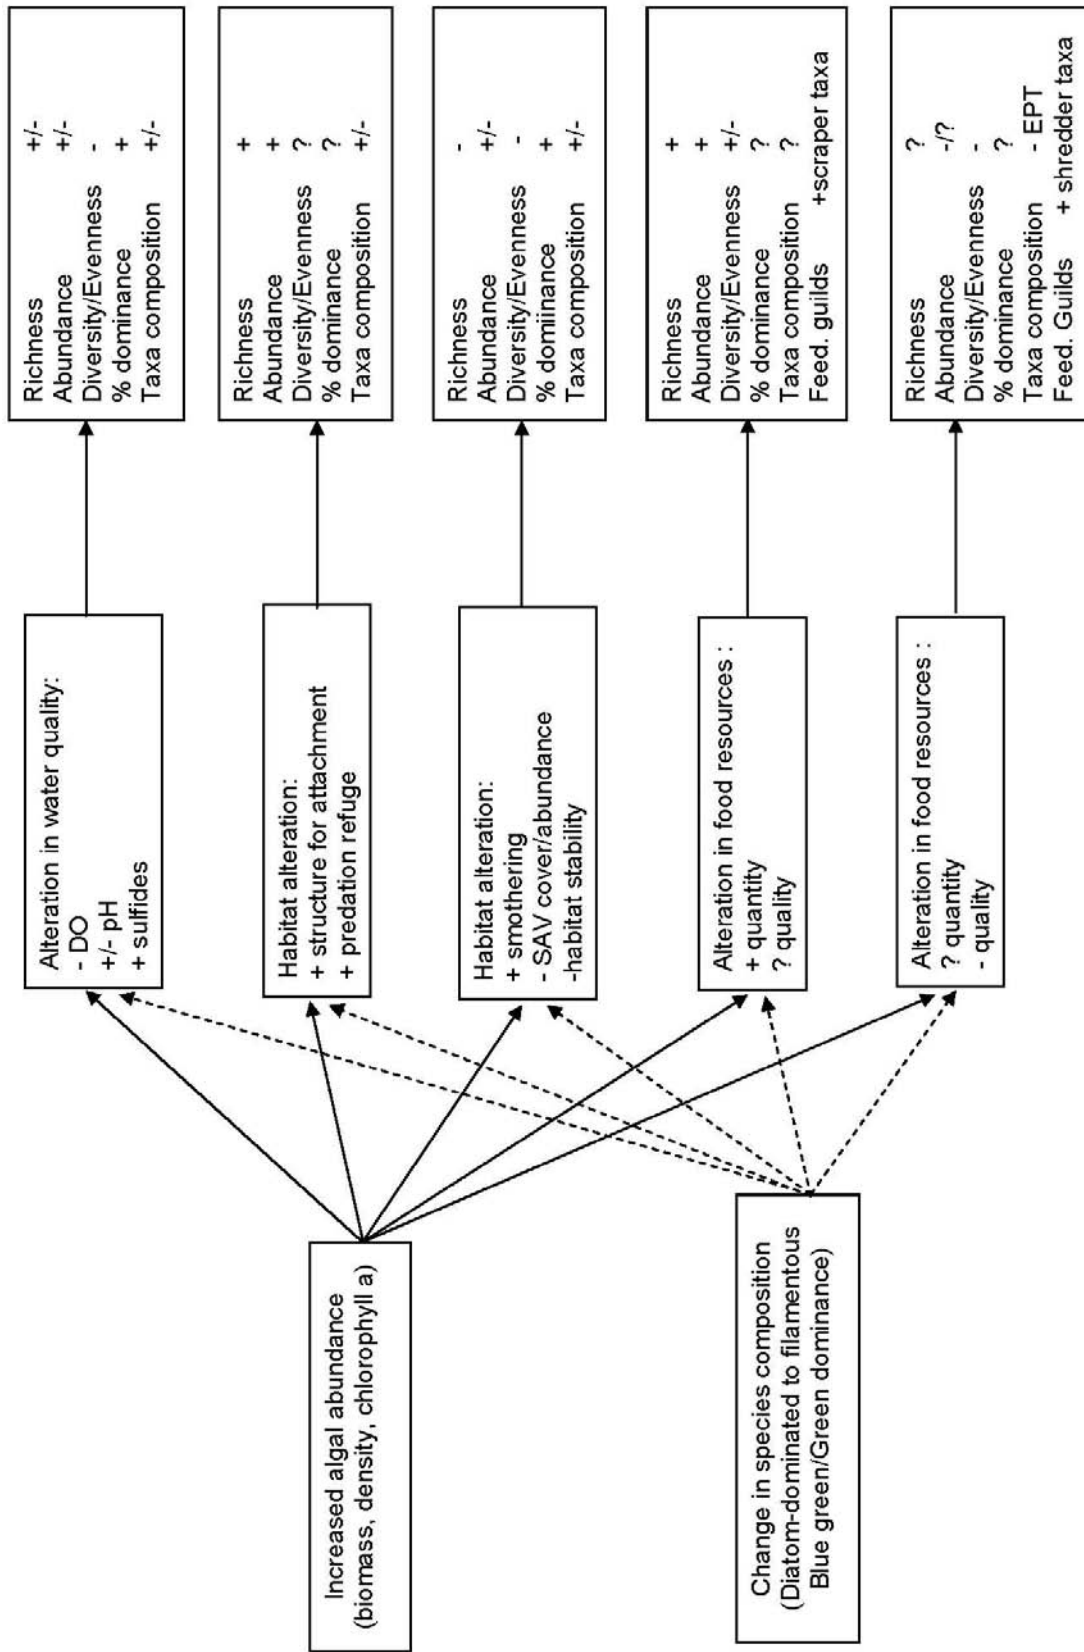 Increased algal abundance
(biomass, density, chlorophyll a)
Change in species composition
(Diatom-dominated to filamentous
Blue green/Green dominance)
Alteration in water quality:
- DO
+/- pH
+ sulfides
Habitat alteration:
+ structure for attachment
+ predation refuge
Habitat alteration:
+ smothering
- SAV cover/abundance
-habitat stability
Alteration in food resources :
+ quantity
? quality
Alteration in food resources :
? quantity
- quality
Richness +/-
Abundance +/-
Diversity/Evenness -
% dominance +
Taxa composition +/-
Richness +
Abundance +
Diversity/Evenness ?
% dominance ?
Taxa composition +/-
Richness -
Abundance +/-
Diversity/Evenness -
% domiinance +
Taxa composition +/-
Richness +
Abundance +
Diversity/Evenness +/-
% dominance ?
Taxa composition ?
Feed. guilds +scraper taxa
Richness ?
Abundance -/?
Diversity/Evenness -
% dominance ?
Taxa composition - EPT
Feed. Guilds + shredder taxa